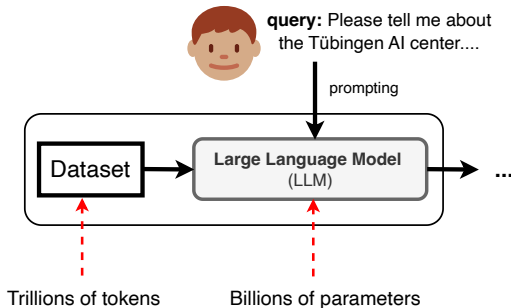 query: Please tell me about
the Tübingen AI center....
prompting
Dataset
Large Language Model
(LLM)
...
Trillions of tokens
Billions of parameters